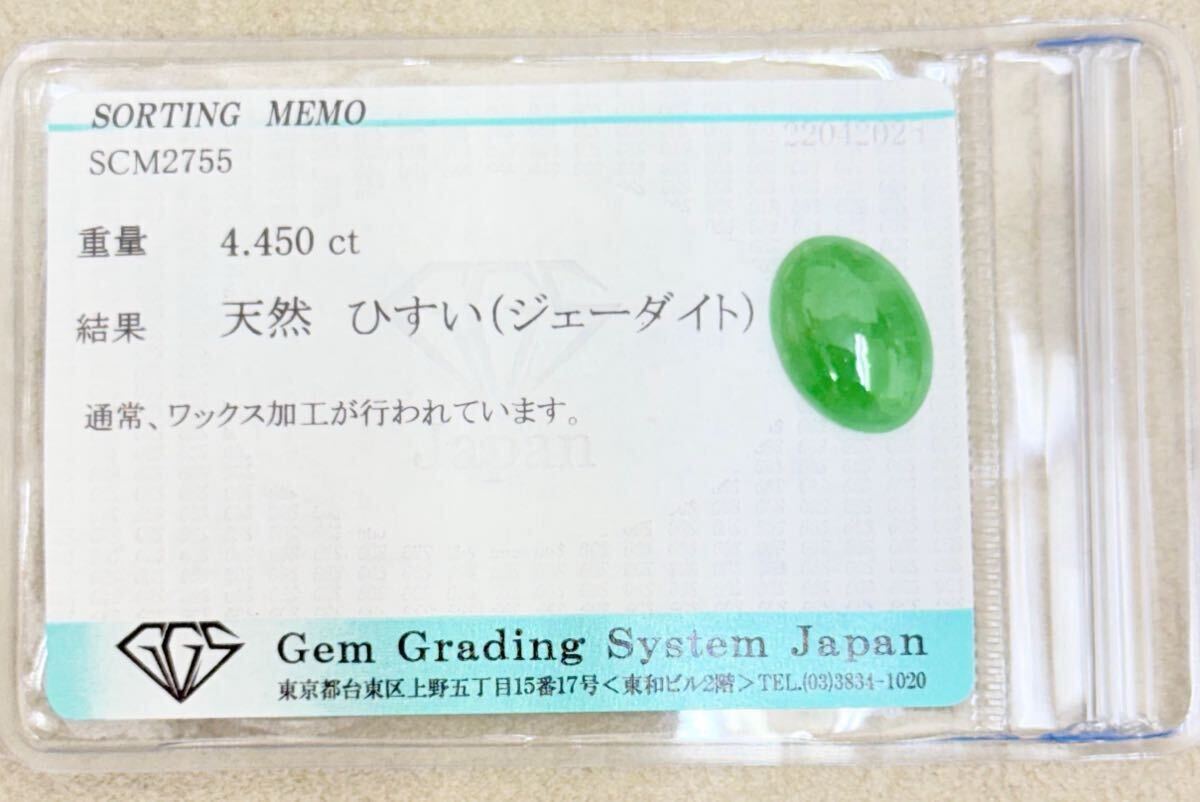 SORTING MEMO
SCM2755
重量 4.450 ct
結果 天然 ひすい(ジェーダイト)
通常、ワックス加工が行われています。
Japan
GGS
Gem Grading System Japan
東京都台東区上野五丁目15番17号<東和ビル2階>TEL.(03)3834-1020